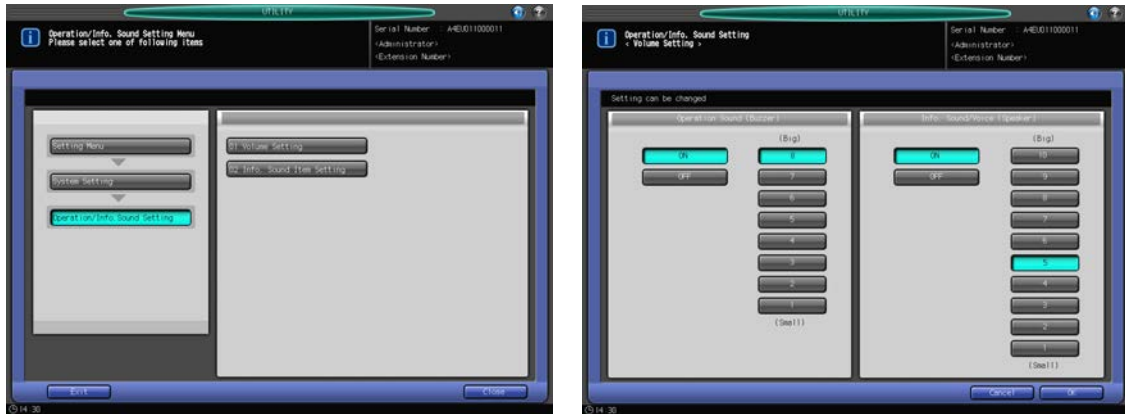 UTILITY
Operation/Info. Sound Setting Menu
Please select one of following items
Serial Number : A4EU011000011
<Administrator>
<Extension Number>
Setting Menu
System Setting
Operation/Info.Sound Setting
01 Volume Setting
02 Info. Sound Item Setting
Exit
Close
14:30
UTILITY
Operation/Info. Sound Setting
< Volume Setting >
Serial Number : A4EU011000011
<Administrator>
<Extension Number>
Setting can be changed
Operation Sound (Buzzer)
(Big)
ON
OFF
8
7
6
5
4
3
2
1
(Small)
Info. Sound/Voice (Speaker)
(Big)
ON
OFF
10
9
8
7
6
5
4
3
2
1
(Small)
Cancel
OK
14:30